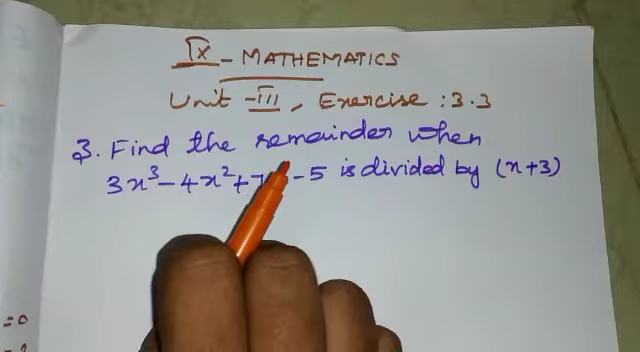 IX - MATHEMATICS
Unit - III, Exercise : 3.3
3. Find the remainder when
3x³ - 4x² + 7 - 5 is divided by (x+3)
=0